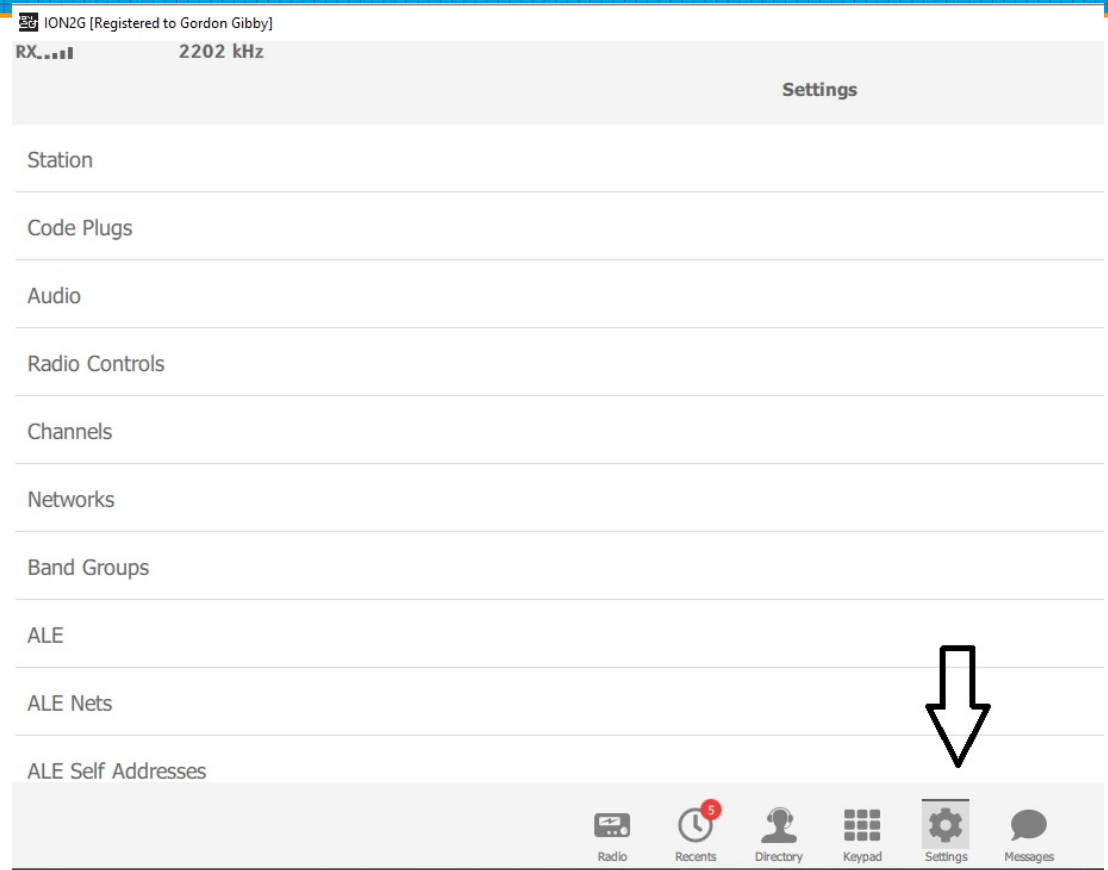 ION2G [Registered to Gordon Gibby]
RX 2202 kHz
Settings
Station
Code Plugs
Audio
Radio Controls
Channels
Networks
Band Groups
ALE
ALE Nets
ALE Self Addresses
5
Radio Recents Directory Keypad Settings Messages